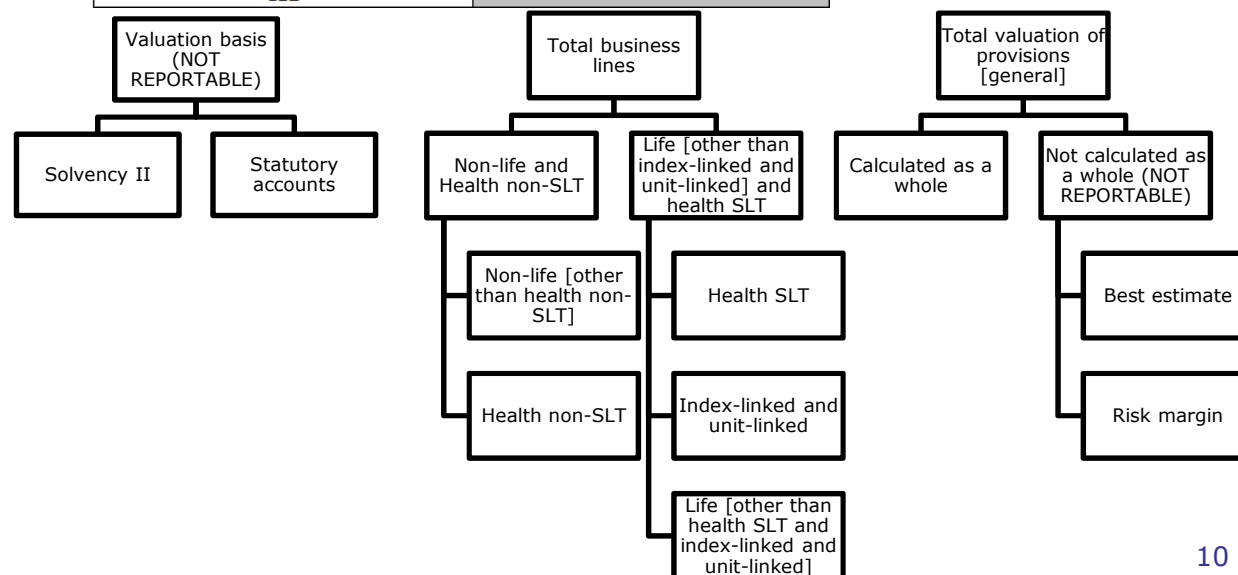 Valuation basis
(NOT
REPORTABLE)
Solvency II
Statutory
accounts
Total business
lines
Non-life and
Health non-SLT
Non-life [other
than health non-
SLT]
Health non-SLT
Life [other than
index-linked and
unit-linked] and
health SLT
Health SLT
Index-linked and
unit-linked
Life [other than
health SLT and
index-linked and
unit-linked]
Total valuation of
provisions
[general]
Calculated as a
whole
Not calculated as
a whole (NOT
REPORTABLE)
Best estimate
Risk margin
10